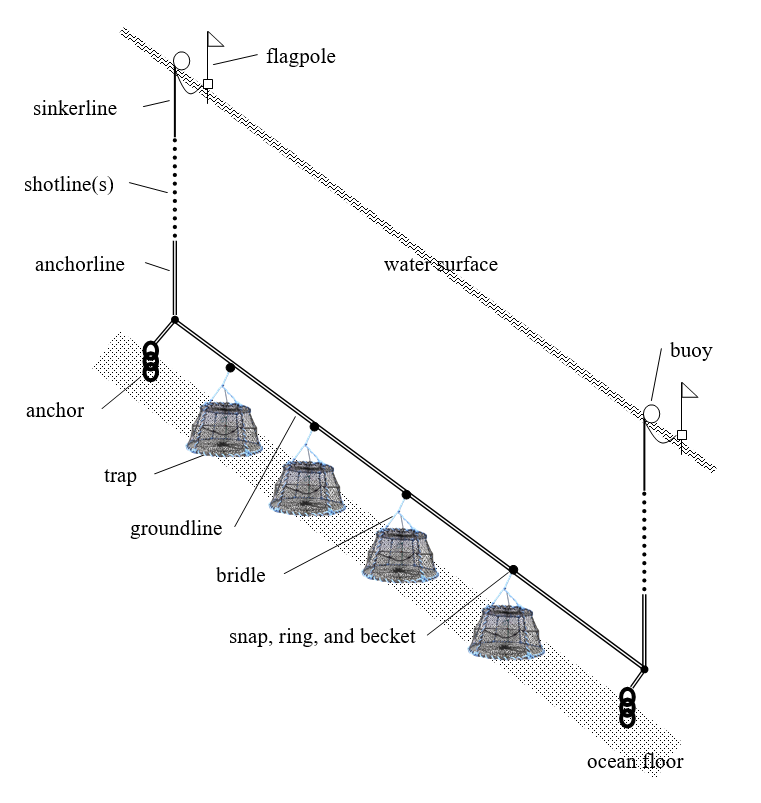 flagpole
sinkerline
shotline(s)
anchorline
water surface
buoy
anchor
trap
groundline
bridle
snap, ring, and becket
ocean floor